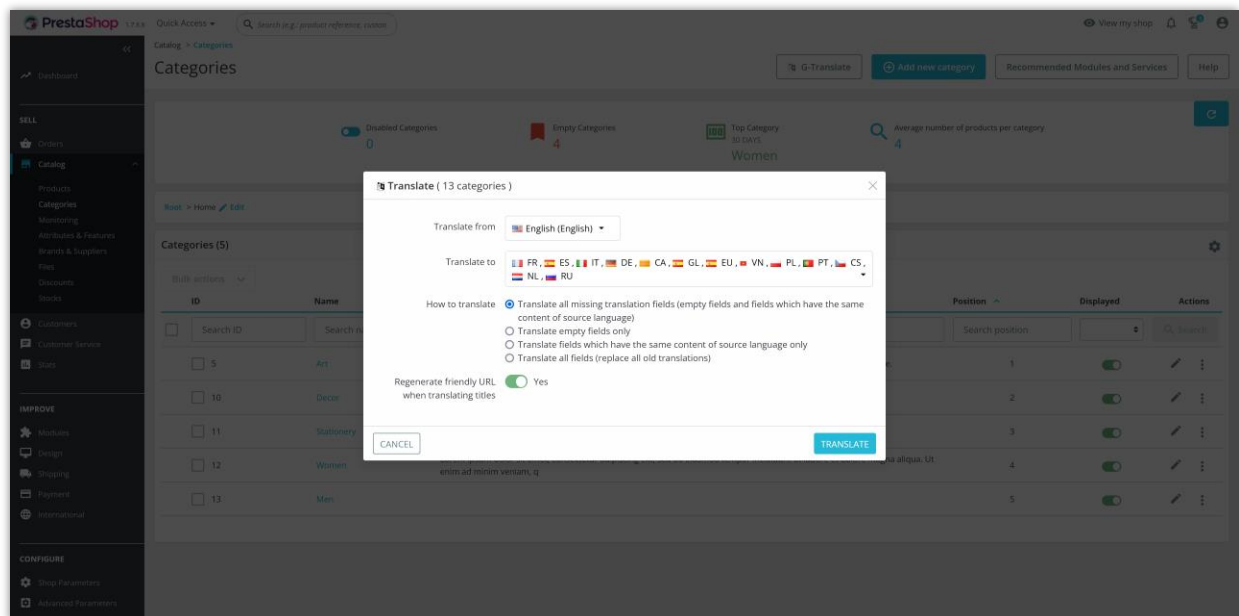 PrestaShop 1.7.6.8 Quick Access Search (e.g.: product reference, custom View my shop
Catalog > Categories
Categories
G-Translate Add new category Recommended Modules and Services Help
Dashboard
SELL
Orders
Catalog
Products
Categories
Monitoring
Attributes & Features
Brands & Suppliers
Files
Discounts
Stocks
Customers
Customer Service
Stats
IMPROVE
Modules
Design
Shipping
Payment
International
CONFIGURE
Shop Parameters
Advanced Parameters
Disabled Categories
0
Empty Categories
4
Top Category
30 DAYS
Women
Average number of products per category
4
Root > Home Edit
Categories (5)
Bulk actions
ID Name Position Displayed Actions
Search ID Search Search position Search
5 Art 1
10 Decor 2
11 Stationery 3
12 Women magna aliqua. Ut 4
enim ad minim veniam, q
13 Men 5
Translate ( 13 categories )
Translate from English (English)
Translate to FR, ES, IT, DE, CA, GL, EU, VN, PL, PT, CS,
NL, RU
How to translate Translate all missing translation fields (empty fields and fields which have the same
content of source language)
Translate empty fields only
Translate fields which have the same content of source language only
Translate all fields (replace all old translations)
Regenerate friendly URL Yes
when translating titles
CANCEL TRANSLATE